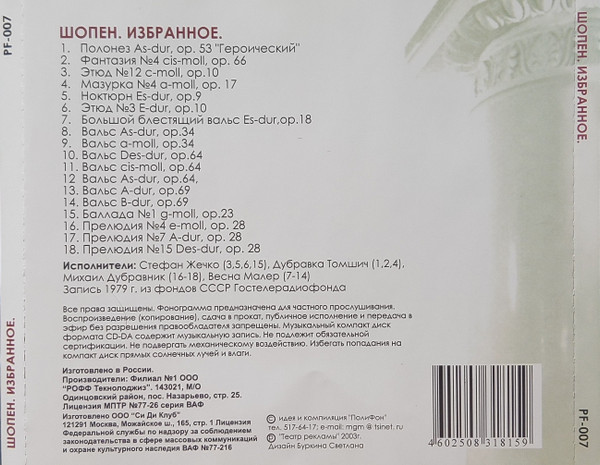 PF-007
ШОПЕН. ИЗБРАННОЕ.
1. Полонез As-dur, op. 53 "Героический"
2. Фантазия №4 cis-moll, op. 66
3. Этюд №12 c-moll, op.10
4. Мазурка №4 a-moll, op. 17
5. Ноктюрн Es-dur, op.9
6. Этюд №3 E-dur, op.10
7. Большой блестящий вальс Es-dur,op.18
8. Вальс As-dur, op.34
9. Вальс a-moll, op.34
10. Вальс Des-dur, op.64
11. Вальс cis-moll, op.64
12 Вальс As-dur, op.64,
13. Вальс A-dur, op.69
14. Вальс B-dur, op.69
15. Баллада №1 g-moll, op.23
16. Прелюдия №4 e-moll, op. 28
17. Прелюдия №7 A-dur, op. 28
18. Прелюдия №15 Des-dur, op. 28
Исполнители: Стефан Жечко (3,5,6,15), Дубравка Томшич (1,2,4),
Михаил Дубравник (16-18), Весна Малер (7-14)
Запись 1979 г. из фондов СССР Гостелерадиофонда
Все права защищены. Фонограмма предназначена для частного прослушивания.
Воспроизведение (копирование), сдача в прокат, публичное исполнение и передача в
эфир без разрешения правообладателя запрещены. Музыкальный компакт диск
формата CD-DA содержит музыкальную запись. Не подлежит обязательной
сертификации. Не подвергать механическому воздействию. Избегать попадания на
компакт диск прямых солнечных лучей и влаги.
Изготовлено в России.
Производители: Филиал №1 ООО
"РОФФ Текнолоджиз". 143021, М/О
Одинцовский район, пос. Назарьево, стр. 25.
Лицензия МПТР №77-26 серия ВАФ
Изготовлено ООО "Си Ди Клуб"
121291 Москва, Можайское ш., 165, стр. 1 Лицензия
Федеральной службы по надзору за соблюдением
законодательства в сфере массовых коммуникаций
и охране культурного наследия ВАФ №77-216
© идея и компиляция "ПолиФон"
тел. 517-64-17; e-mail: mgm @ tsinet. ru
℗ "Театр рекламы" 2003г.
Дизайн Буркина Светлана
4602508 318159
ШОПЕН. ИЗБРАННОЕ.
ШОПЕН. ИЗБРАННОЕ.
PF-007